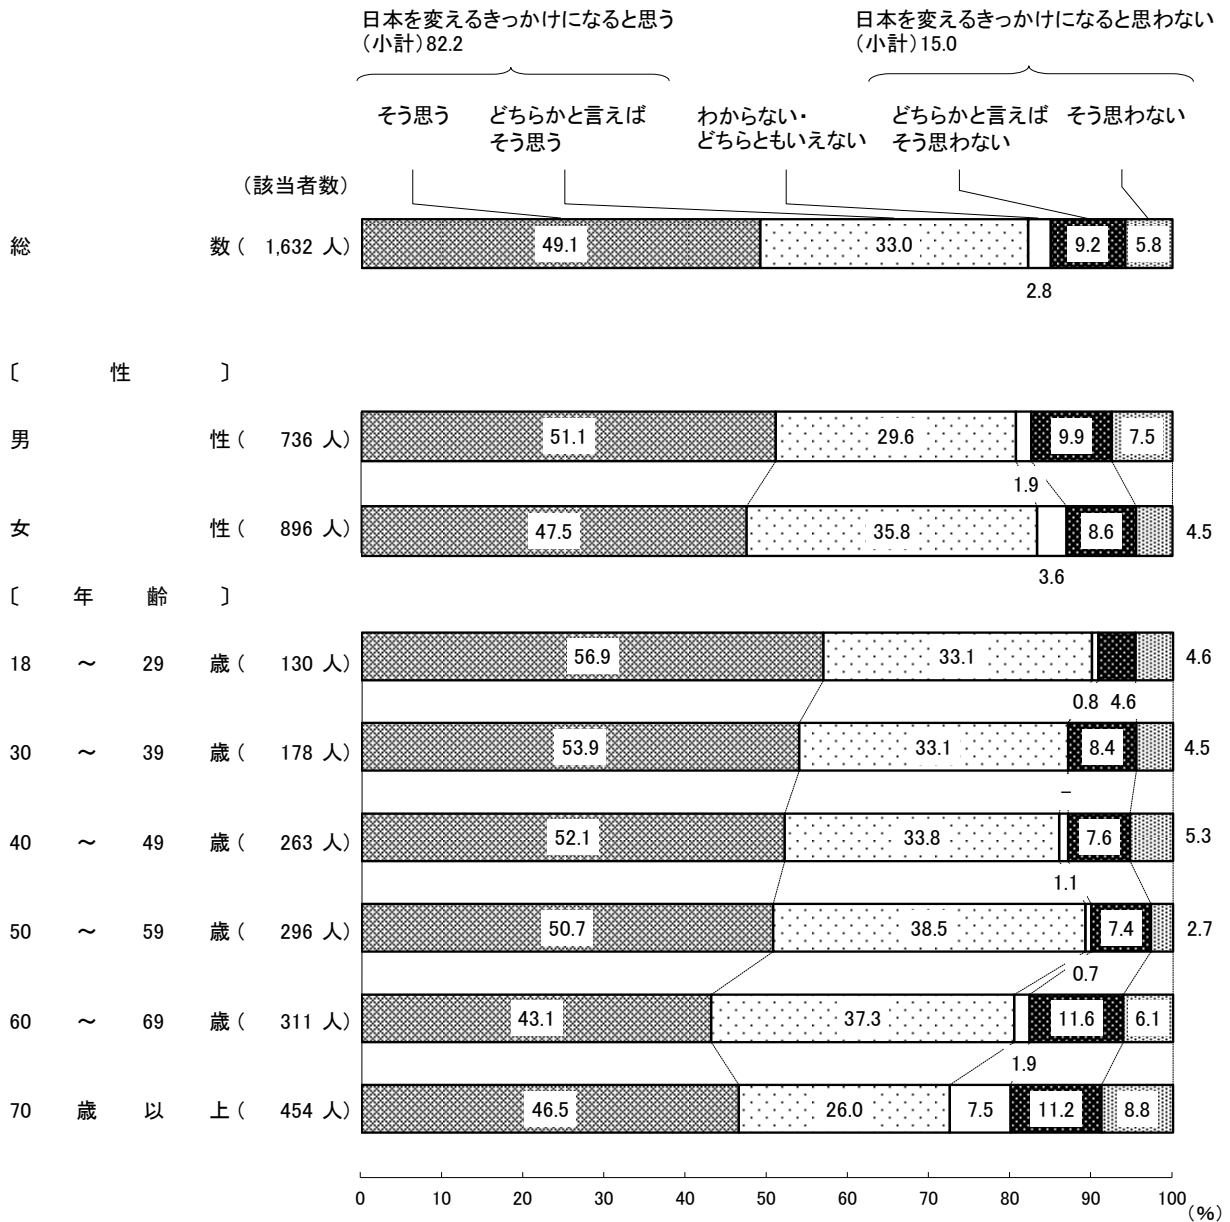 日本を変えるきっかけになると思う
(小計)82.2
日本を変えるきっかけになると思わない
(小計)15.0
そう思う
どちらかと言えば
そう思う
わからない・
どちらともいえない
どちらかと言えば
そう思わない
そう思わない
(該当者数)
総 数( 1,632 人) 49.1 33.0 9.2 5.8
2.8
〔 性 〕
男 性( 736 人) 51.1 29.6 9.9 7.5
1.9
女 性( 896 人) 47.5 35.8 8.6 4.5
3.6
〔 年 齢 〕
18 ～ 29 歳( 130 人) 56.9 33.1 4.6
0.8 4.6
30 ～ 39 歳( 178 人) 53.9 33.1 8.4 4.5
－
40 ～ 49 歳( 263 人) 52.1 33.8 7.6 5.3
1.1
50 ～ 59 歳( 296 人) 50.7 38.5 7.4 2.7
0.7
60 ～ 69 歳( 311 人) 43.1 37.3 11.6 6.1
1.9
70 歳 以 上( 454 人) 46.5 26.0 7.5 11.2 8.8
0 10 20 30 40 50 60 70 80 90 100
(%)